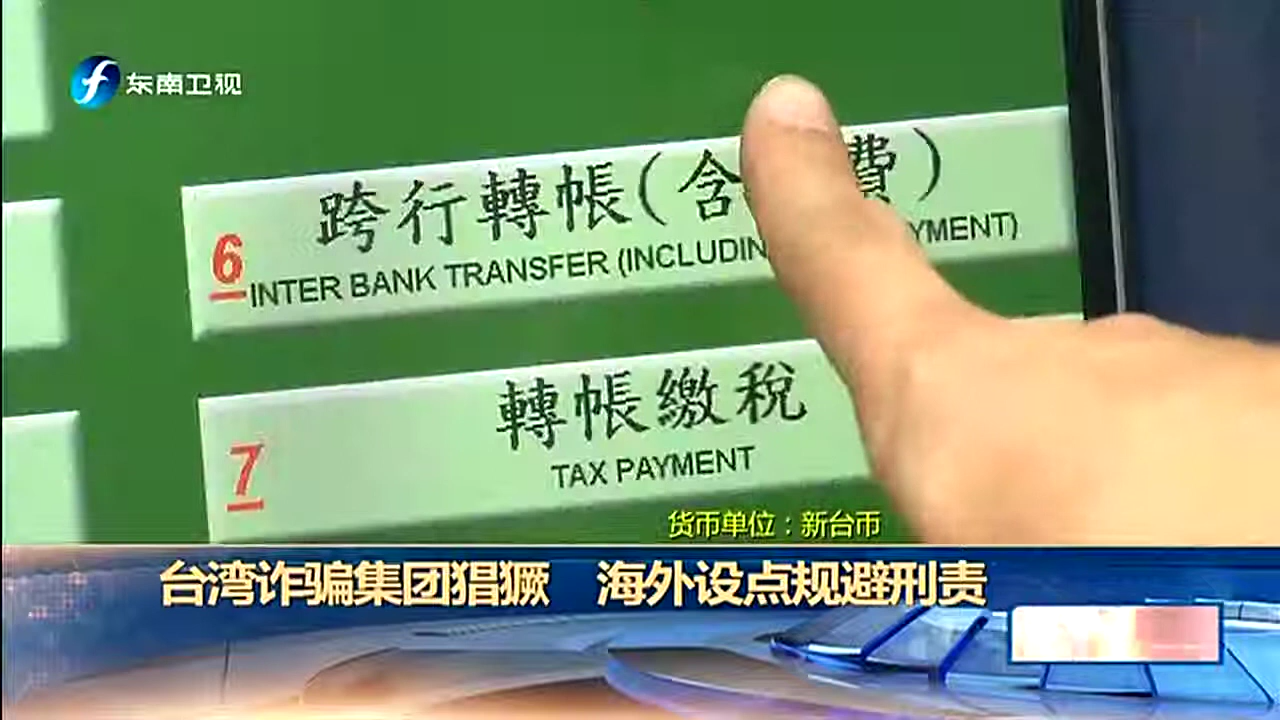 东南卫视
跨行轉帳(含 費)
6 INTER BANK TRANSFER (INCLUDIN YMENT)
轉帳繳稅
7 TAX PAYMENT
货币单位：新台币
台湾诈骗集团猖獗 海外设点规避刑责